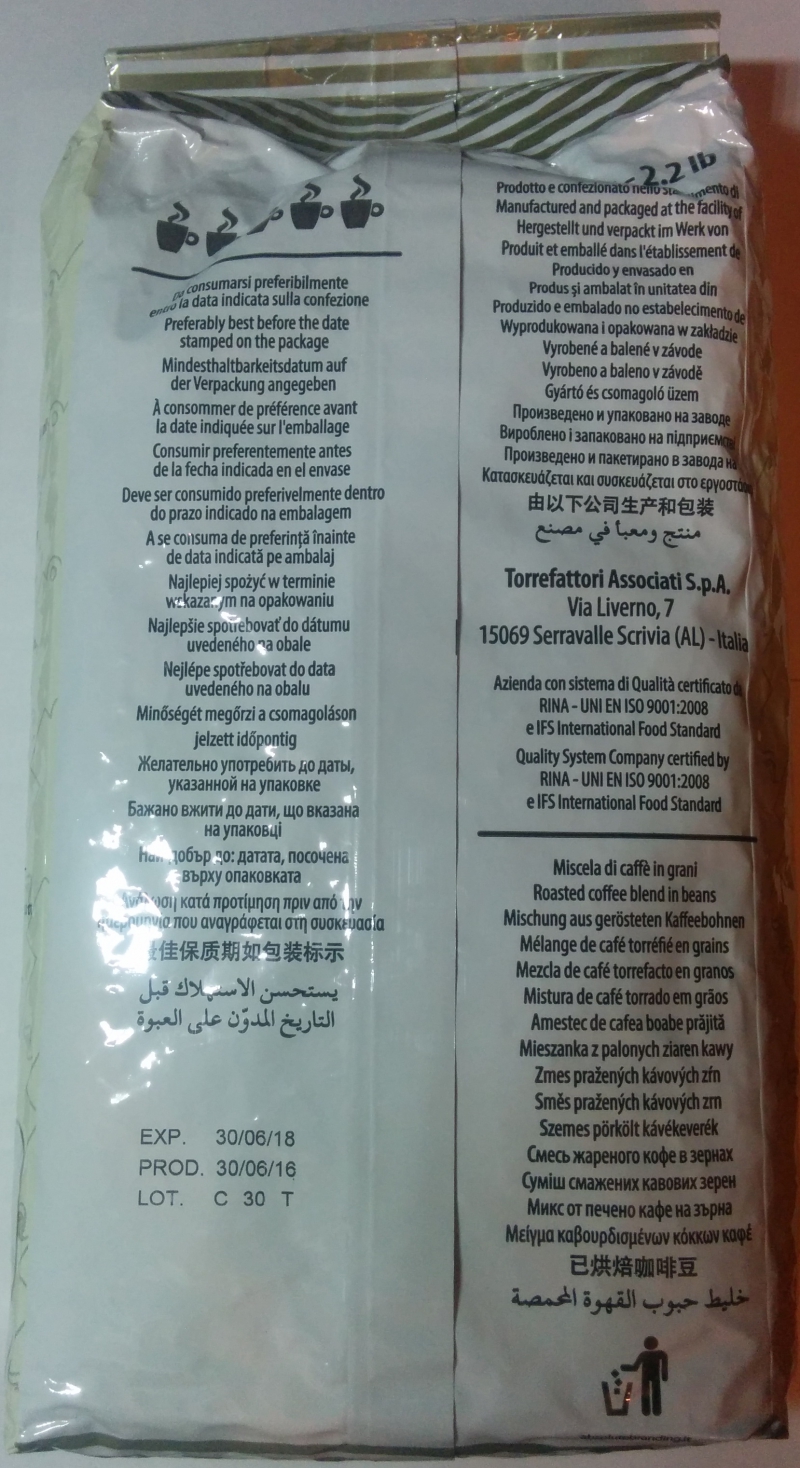 consumarsi preferibilmente
la data indicata sulla confezione
Preferably best before the date
stamped on the package
Mindesthaltbarkeitsdatum auf
der Verpackung angegeben
À consommer de préférence avant
la date indiquée sur l'emballage
Consumir preferentemente antes
de la fecha indicada en el envase
Deve ser consumido preferivelmente dentro
do prazo indicado na embalagem
A se consuma de preferință înainte
de data indicată pe ambalaj
Najlepiej spożyć w terminie
wskazanym na opakowaniu
Najlepšie spotrebovať do dátumu
uvedeného na obale
Nejlépe spotřebovat do data
uvedeného na obalu
Minőségét megőrzi a csomagoláson
jelzett időpontig
Желательно употребить до даты,
указанной на упаковке
Бажано вжити до дати, що вказана
на упаковці
до: датата, посочена
върху опаковката
κατά προτίμηση πριν από την
που αναγράφεται στη συσκευασία
佳保质期如包装标示
يستحسن الاستهلاك قبل
التاريخ المدوّن على العبوة
EXP. 30/06/18
PROD. 30/06/16
LOT. C 30 T
2.2 lb
Prodotto e confezionato nello di
Manufactured and packaged at the facility of
Hergestellt und verpackt im Werk von
Produit et emballé dans l'établissement de
Producido y envasado en
Produs şi ambalat în unitatea din
Produzido e embalado no estabelecimento de
Wyprodukowana i opakowana w zakładzie
Vyrobené a balené v závode
Vyrobeno a baleno v závodě
Gyártó és csomagoló üzem
Произведено и упаковано на заводе
Вироблено і запаковано на
Произведено и пакетирано в завода на
Κατασκευάζεται και συσκευάζεται στο
由以下公司生产和包装
منتج ومعبأ في مصنع
Torrefattori Associati S.p.A.
Via Liverno, 7
15069 Serravalle Scrivia (AL) - Italia
Azienda con sistema di Qualità certificato da
RINA - UNI EN ISO 9001:2008
e IFS International Food Standard
Quality System Company certified by
RINA - UNI EN ISO 9001:2008
e IFS International Food Standard
Miscela di caffè in grani
Roasted coffee blend in beans
Mischung aus gerösteten Kaffeebohnen
Mélange de café torréfié en grains
Mezcla de café torrefacto en granos
Mistura de café torrado em grãos
Amestec de cafea boabe prăjită
Mieszanka z palonych ziaren kawy
Zmes pražených kávových zŕn
Směs pražených kávových zrn
Szemes pörkölt kávékeverék
Смесь жареного кофе в зернах
Суміш смажених кавових зерен
Микс от печено кафе на зърна
Μείγμα καβουρδισμένων κόκκων καφέ
已烘焙咖啡豆
خليط حبوب القهوة المحمصة